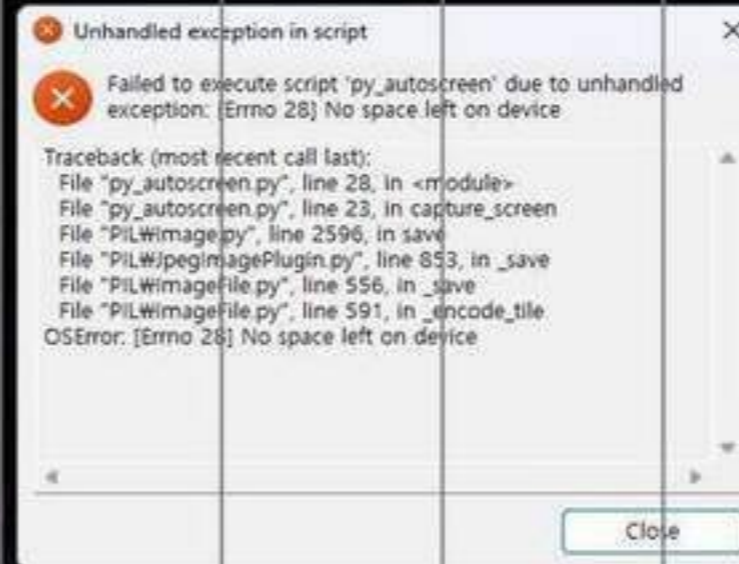 Unhandled exception in script
Failed to execute script 'py_autoscreen' due to unhandled
exception: [Errno 28] No space left on device
Traceback (most recent call last):
File "py_autoscreen.py", line 28, in <module>
File "py_autoscreen.py", line 23, in capture_screen
File "PIL₩Image.py", line 2596, in save
File "PIL₩JpegImagePlugin.py", line 853, in _save
File "PIL₩ImageFile.py", line 556, in _save
File "PIL₩ImageFile.py", line 591, in _encode_tile
OSError: [Errno 28] No space left on device
Close